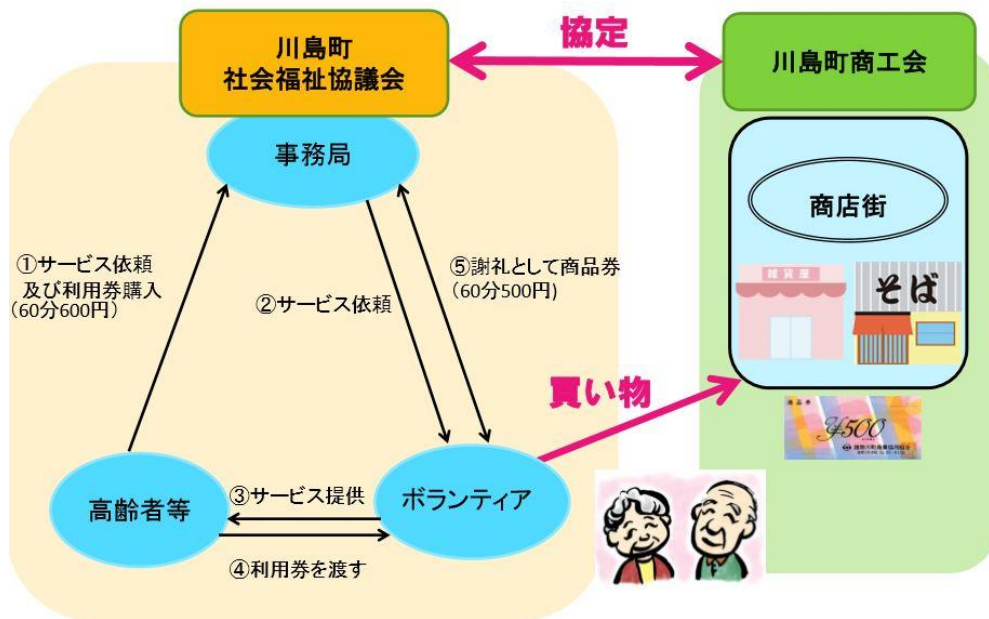 川島町
社会福祉協議会
協定
川島町商工会
事務局
商店街
雑貨屋
そば
①サービス依頼
及び利用券購入
(60分600円)
②サービス依頼
⑤謝礼として商品券
(60分500円)
買い物
商品券
¥500
高齢者等
③サービス提供
ボランティア
④利用券を渡す